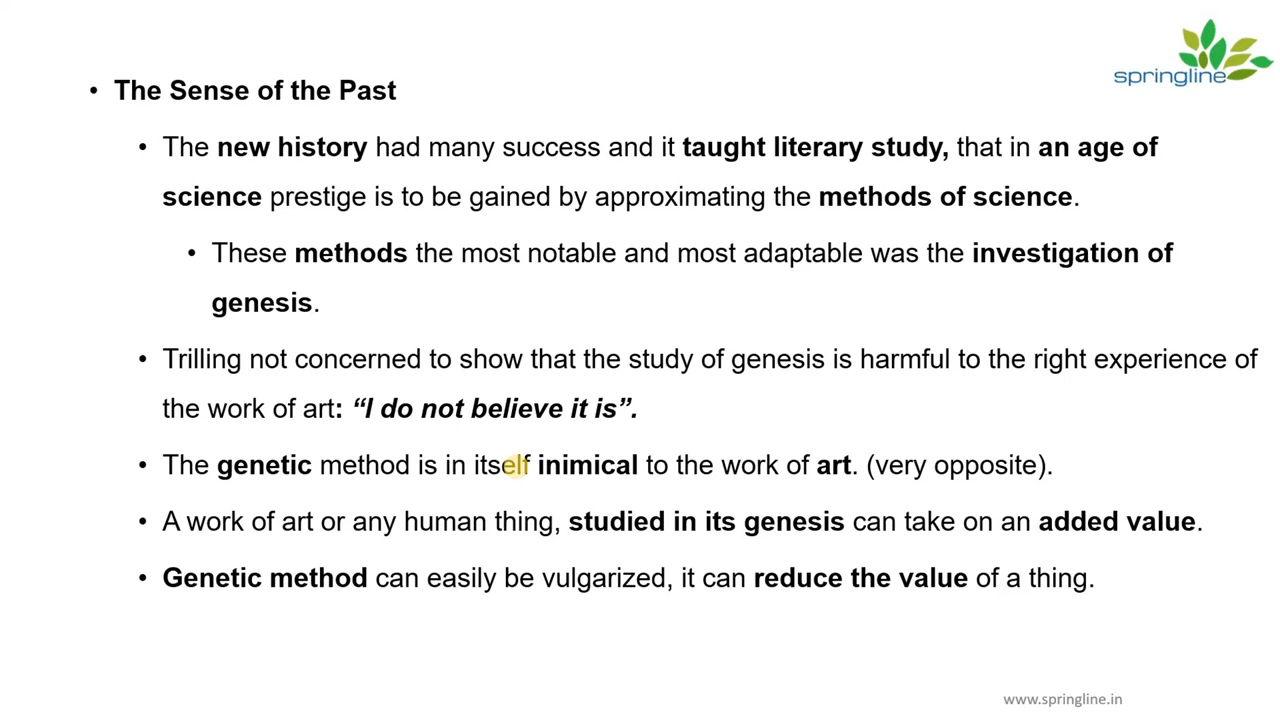 springline
• The Sense of the Past
• The new history had many success and it taught literary study, that in an age of
science prestige is to be gained by approximating the methods of science.
• These methods the most notable and most adaptable was the investigation of
genesis.
• Trilling not concerned to show that the study of genesis is harmful to the right experience of
the work of art: “I do not believe it is”.
• The genetic method is in itself inimical to the work of art. (very opposite).
• A work of art or any human thing, studied in its genesis can take on an added value.
• Genetic method can easily be vulgarized, it can reduce the value of a thing.
www.springline.in